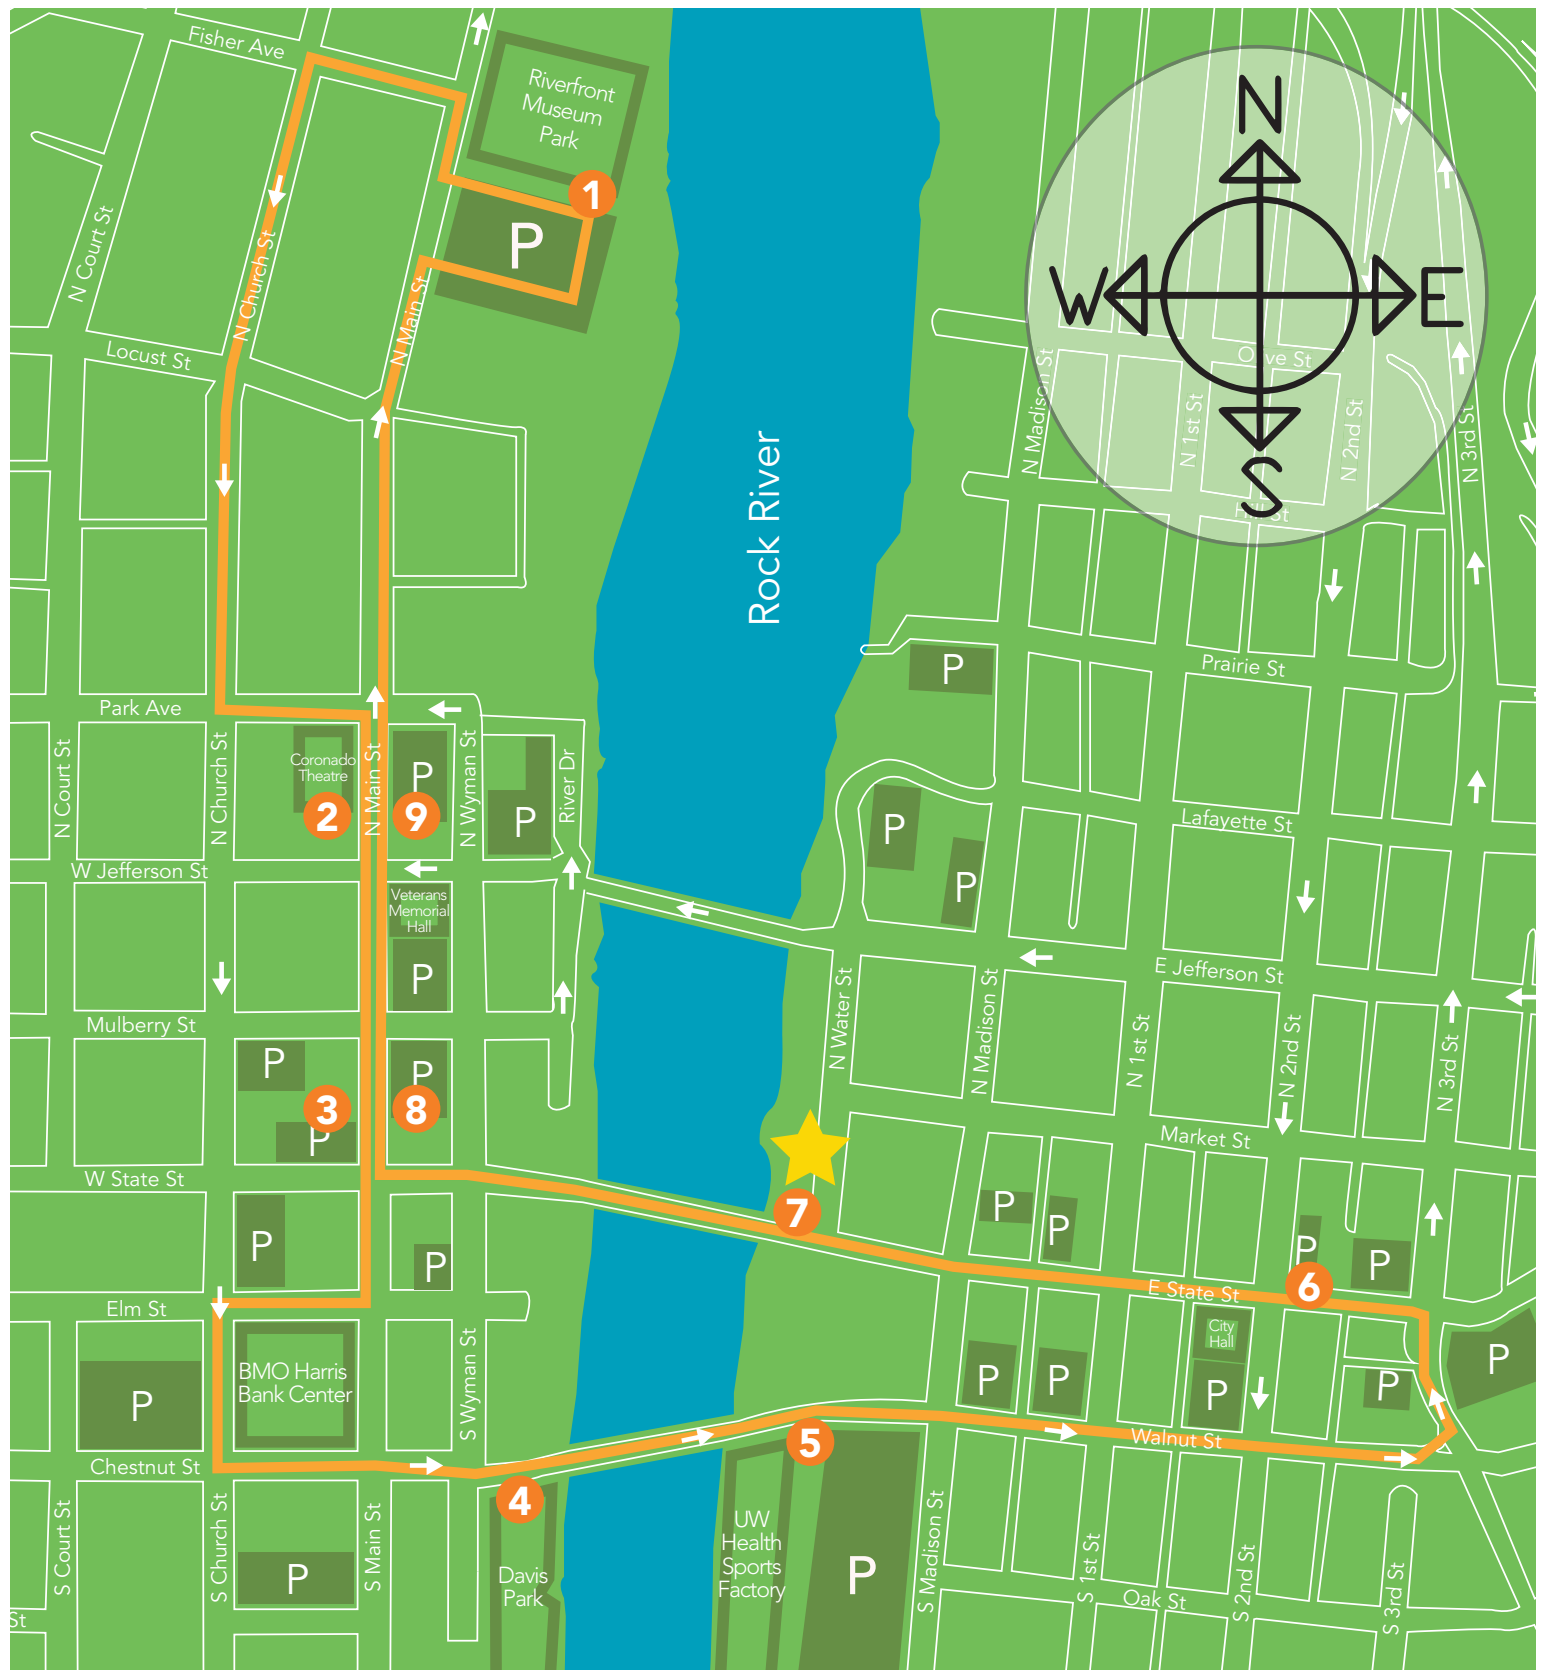 Fisher Ave
Riverfront
Museum
Park
1
P
N Court St
N Church St
N Main St
Locust St
N
W
E
S
Olive St
N Madison St
N 1st St
N 2nd St
N 3rd St
Hill St
Rock River
Prairie St
P
Park Ave
Coronado
Theatre
2
N Court St
N Church St
N Main St
P
9
N Wyman St
P
River Dr
P
P
Lafayette St
W Jefferson St
Veterans
Memorial
Hall
P
E Jefferson St
N Water St
N Madison St
N 1st St
N 2nd St
N 3rd St
Mulberry St
P
3
P
P
8
Market St
W State St
7
P
P
P
P
P
P
6
E State St
Elm St
City
Hall
P
BMO Harris
Bank Center
P
S Wyman St
P
P
P
P
Chestnut St
5
Walnut St
4
S Court St
S Church St
S Main St
P
Davis
Park
UW
Health
Sports
Factory
P
S Madison St
S 1st St
Oak St
S 2nd St
S 3rd St
St